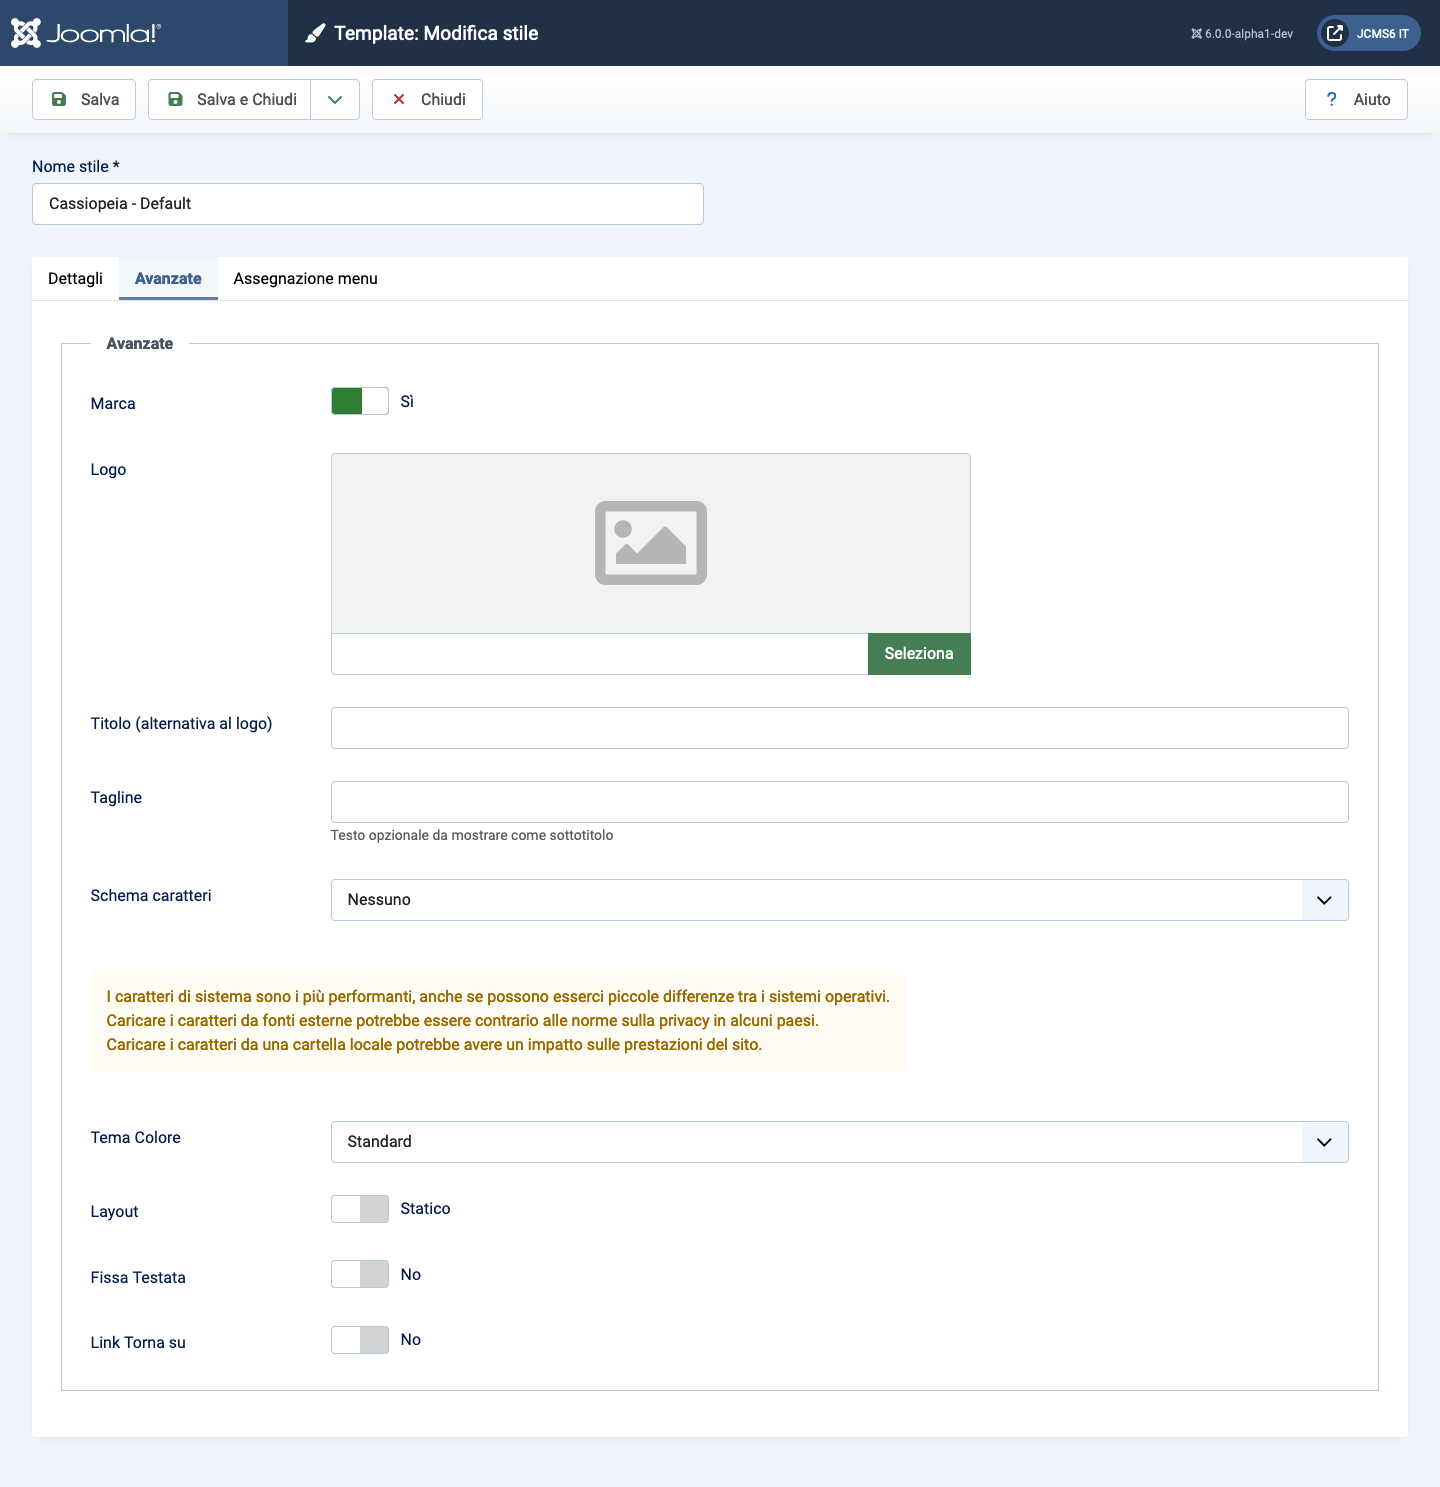 Joomla!®
Template: Modifica stile
6.0.0-alpha1-dev
JCMS6 IT
Salva
Salva e Chiudi
Chiudi
? Aiuto
Nome stile *
Cassiopeia - Default
Dettagli
Avanzate
Assegnazione menu
Avanzate
Marca
Sì
Logo
Seleziona
Titolo (alternativa al logo)
Tagline
Testo opzionale da mostrare come sottotitolo
Schema caratteri
Nessuno
I caratteri di sistema sono i più performanti, anche se possono esserci piccole differenze tra i sistemi operativi.
Caricare i caratteri da fonti esterne potrebbe essere contrario alle norme sulla privacy in alcuni paesi.
Caricare i caratteri da una cartella locale potrebbe avere un impatto sulle prestazioni del sito.
Tema Colore
Standard
Layout
Statico
Fissa Testata
No
Link Torna su
No